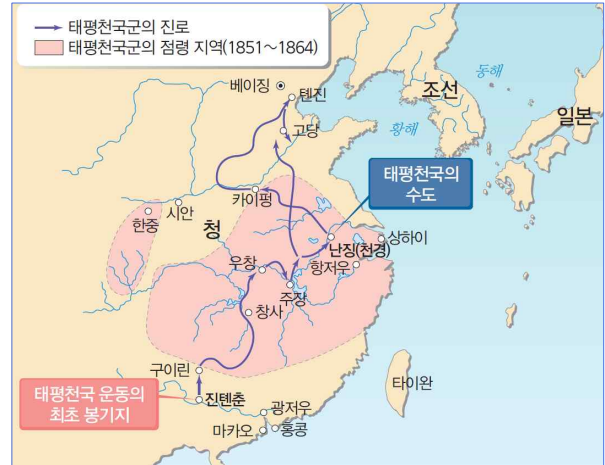 태평천국군의 진로
태평천국군의 점령 지역(1851～1864)
베이징
톈진
조선
동해
일본
고당
황해
태평천국의
수도
카이펑
시안
한중
청
난징(천경)
상하이
우창
항저우
주장
창사
구이린
태평천국 운동의
최초 봉기지
진톈춘
타이완
광저우
마카오
홍콩